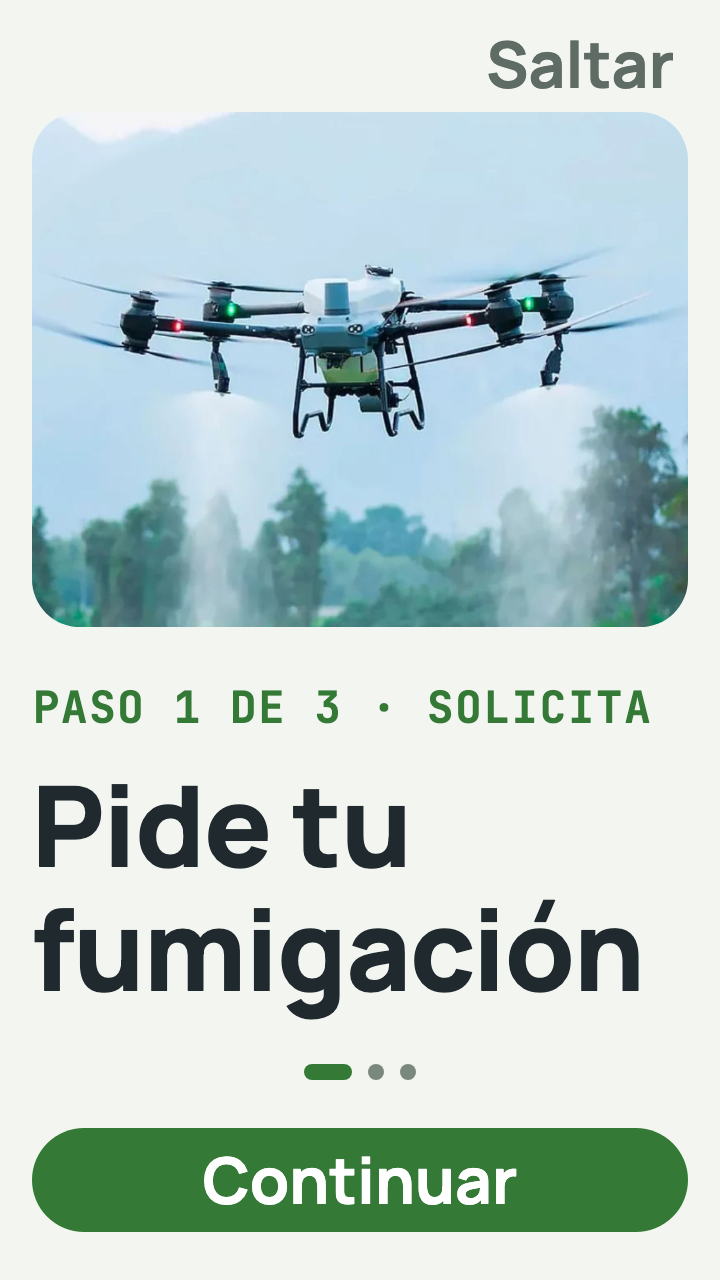 Saltar
PASO 1 DE 3 · SOLICITA
Pide tu
fumigación
Continuar